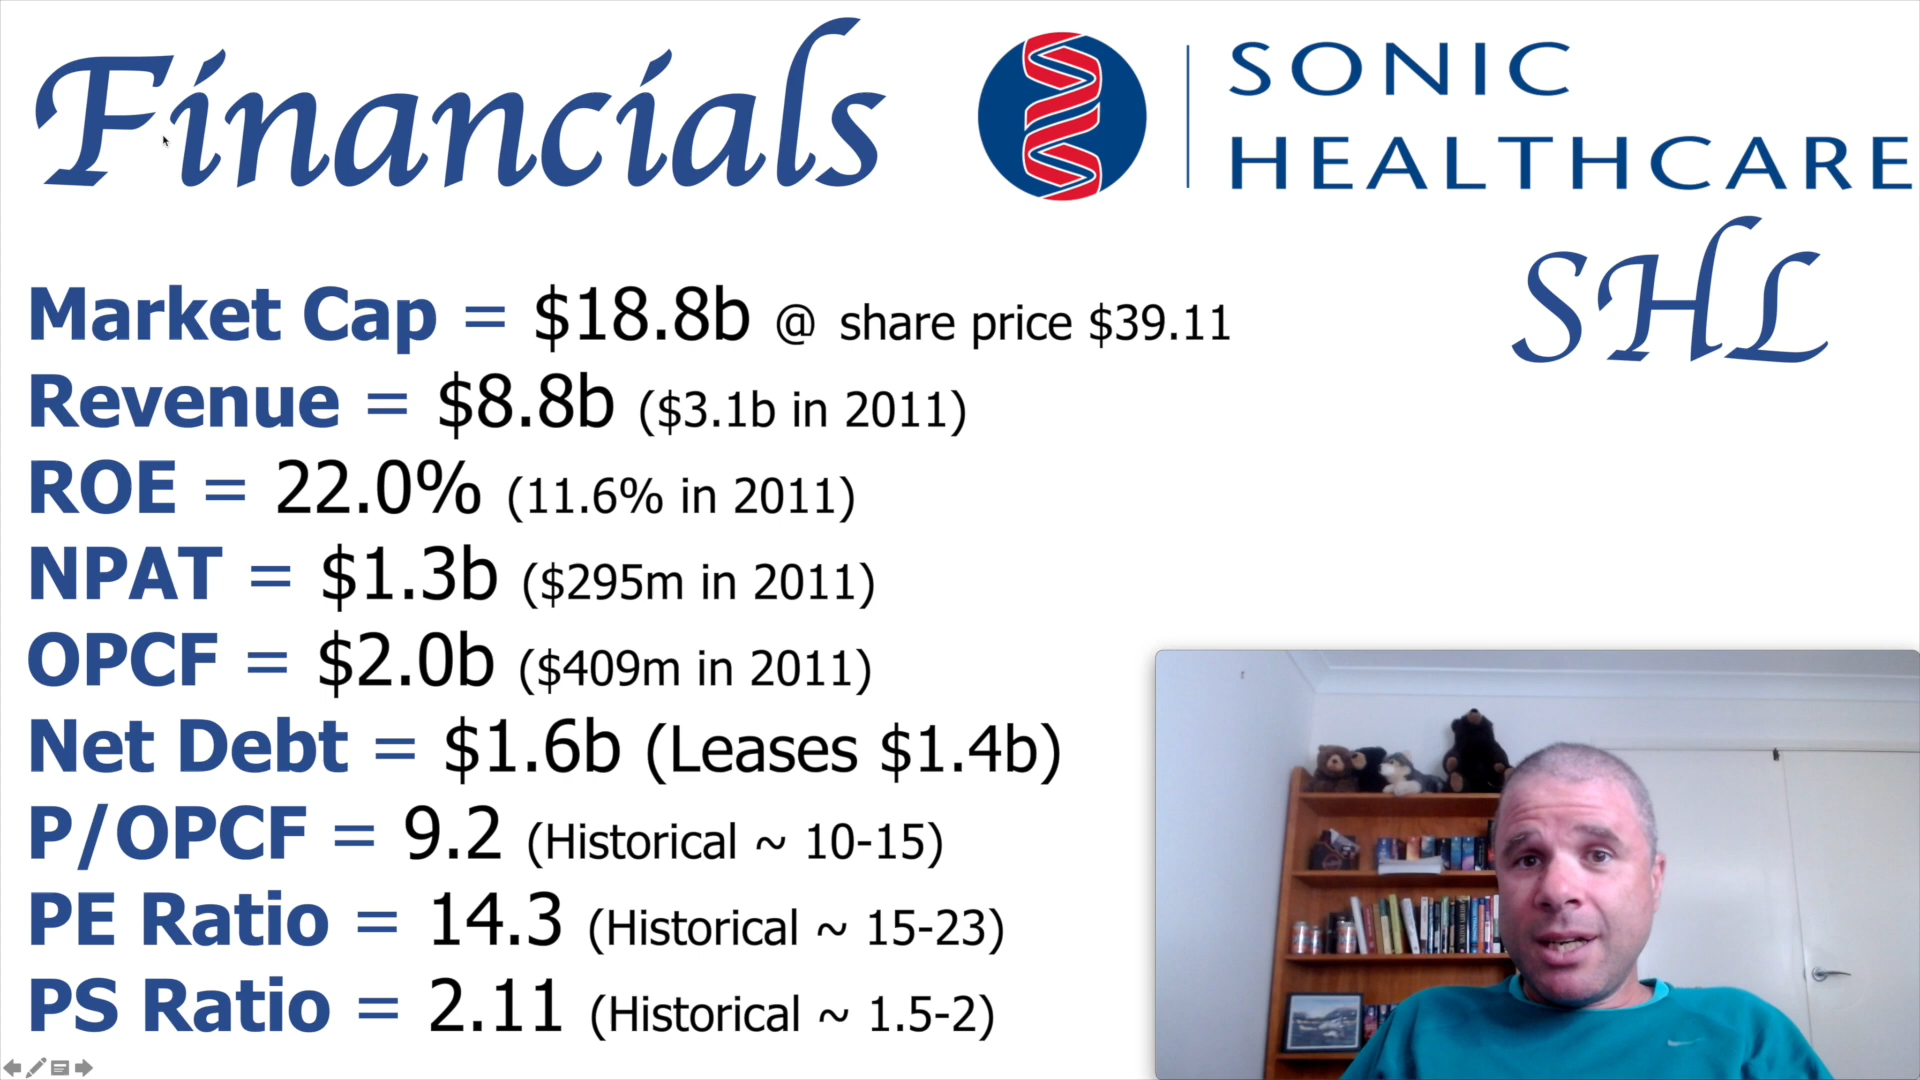 Financials
SONIC
HEALTHCARE
SHL
Market Cap = $18.8b @ share price $39.11
Revenue = $8.8b ($3.1b in 2011)
ROE = 22.0% (11.6% in 2011)
NPAT = $1.3b ($295m in 2011)
OPCF = $2.0b ($409m in 2011)
Net Debt = $1.6b (Leases $1.4b)
P/OPCF = 9.2 (Historical ~ 10-15)
PE Ratio = 14.3 (Historical ~ 15-23)
PS Ratio = 2.11 (Historical ~ 1.5-2)